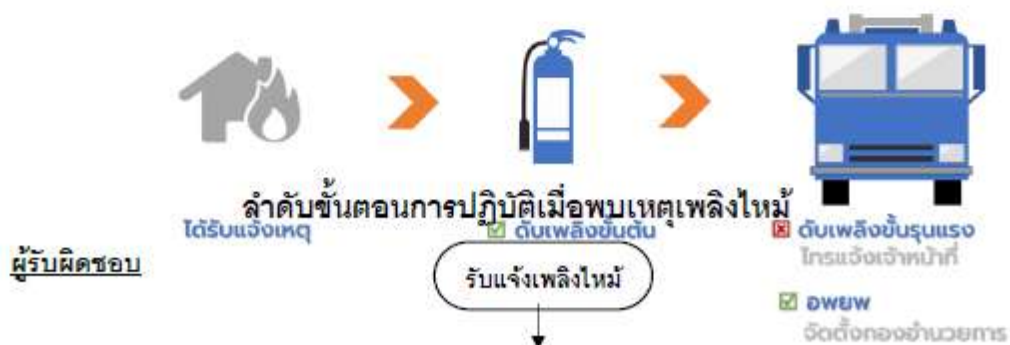 ลำดับขั้นตอนการปฏิบัติเมื่อพบเหตุเพลิงไหม้
ได้รับแจ้งเหตุ
ดับเพลิงขั้นต้น
ดับเพลิงขั้นรุนแรง
โทรแจ้งเจ้าหน้าที่
ผู้รับผิดชอบ
รับแจ้งเพลิงไหม้
อพยพ
จัดตั้งกองอำนวยการ